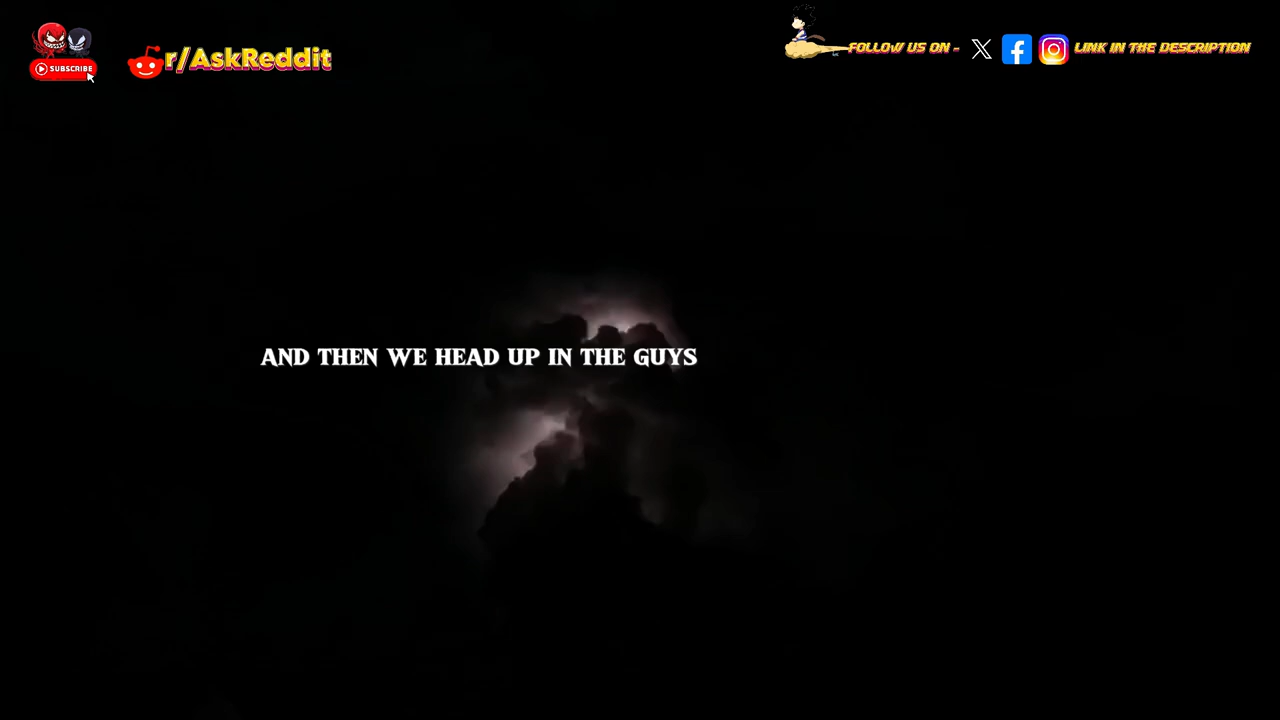 SUBSCRIBE
r/AskReddit
FOLLOW US ON -
LINK IN THE DESCRIPTION
AND THEN WE HEAD UP IN THE GUYS